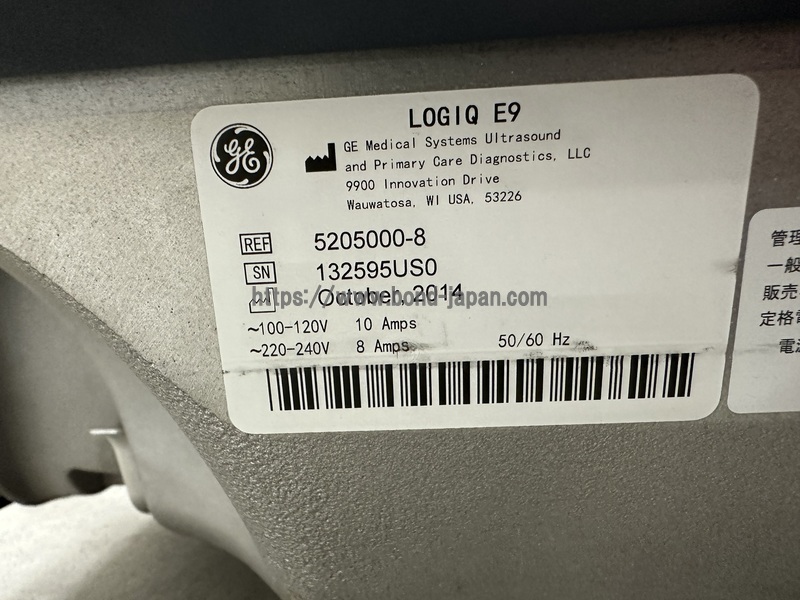 LOGIQ E9
GE
GE Medical Systems Ultrasound
and Primary Care Diagnostics, LLC
9900 Innovation Drive
Wauwatosa, WI USA, 53226
REF 5205000-8
SN 132595US0
October, 2014
https://www.bond-japan.com
~100-120V 10 Amps
~220-240V 8 Amps 50/60 Hz
管理
一般
販売
定格電
電源